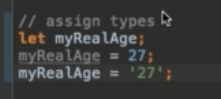 // assign types
let myRealAge;
myRealAge = 27;
myRealAge = '27';